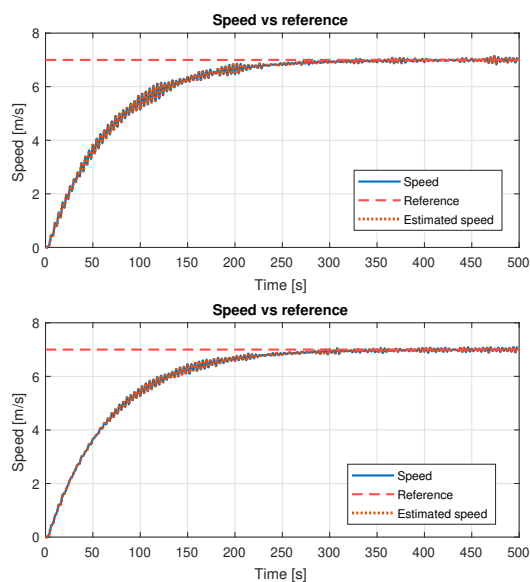 Speed vs reference
8
6
4
2
0
Speed [m/s]
Speed
Reference
Estimated speed
0 50 100 150 200 250 300 350 400 450 500
Time [s]
Speed vs reference
8
6
4
2
0
Speed [m/s]
Speed
Reference
Estimated speed
0 50 100 150 200 250 300 350 400 450 500
Time [s]